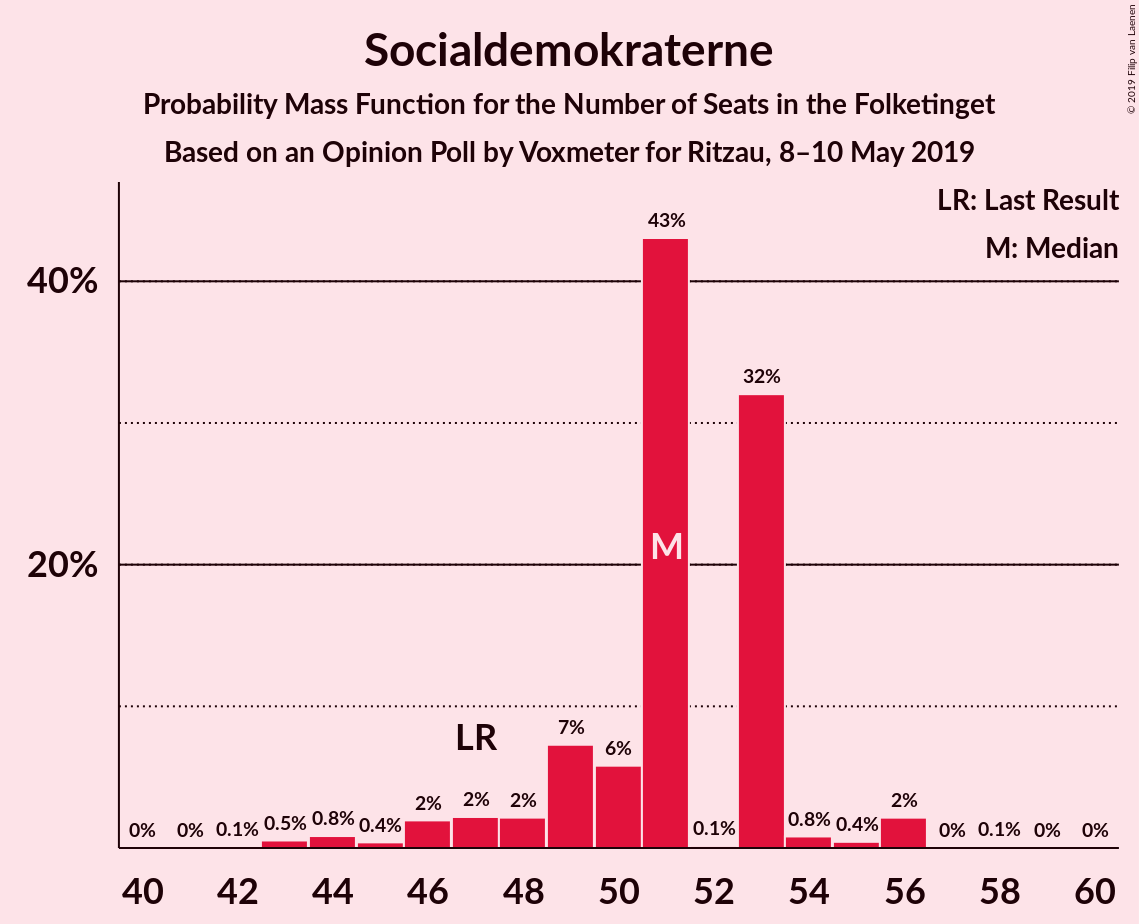 Socialdemokraterne
Probability Mass Function for the Number of Seats in the Folketinget
Based on an Opinion Poll by Voxmeter for Ritzau, 8–10 May 2019
© 2019 Filip van Laenen
LR: Last Result
M: Median
40%
20%
0% 0% 0.1% 0.5% 0.8% 0.4% 2% 2% 2% 7% 6% 43% 0.1% 32% 0.8% 0.4% 2% 0% 0.1% 0% 0%
LR
M
40 42 44 46 48 50 52 54 56 58 60